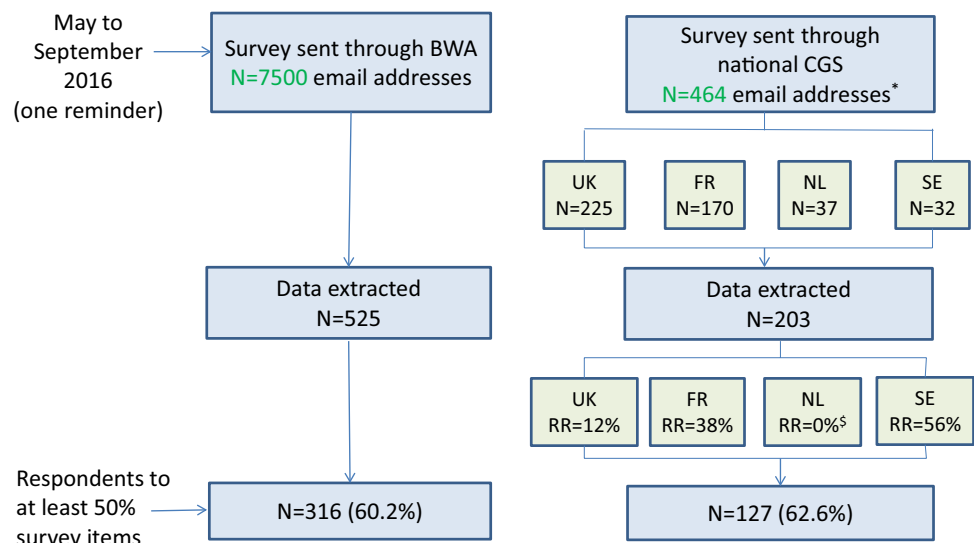 May to
September
2016
(one reminder)
Survey sent through BWA
N=7500 email addresses
Survey sent through
national CGS
N=464 email addresses*
UK
N=225
FR
N=170
NL
N=37
SE
N=32
Data extracted
N=525
Data extracted
N=203
UK
RR=12%
FR
RR=38%
NL
RR=0%$
SE
RR=56%
Respondents to
at least 50%
survey items
N=316 (60.2%)
N=127 (62.6%)